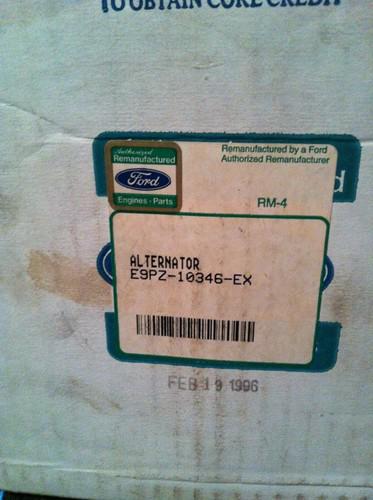 TO OBTAIN CORE CREDIT
Authorized
Remanufactured
Ford
Engines - Parts
Remanufactured by a Ford
Authorized Remanufacturer
d
RM-4
ALTERNATOR
E9PZ-10346-EX
FEB 19 1996